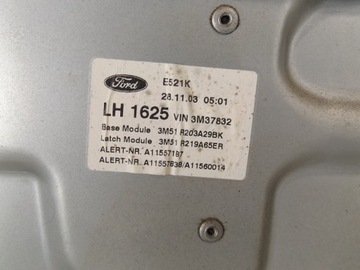 Ford
E521K
28.11.03 05:01
LH 1625 VIN 3M37832
Base Module 3M51 R203A29BK
Latch Module 3M51 R219A65ER
ALERT-NR. A11557187
ALERT-NR. A11557838/A11560014